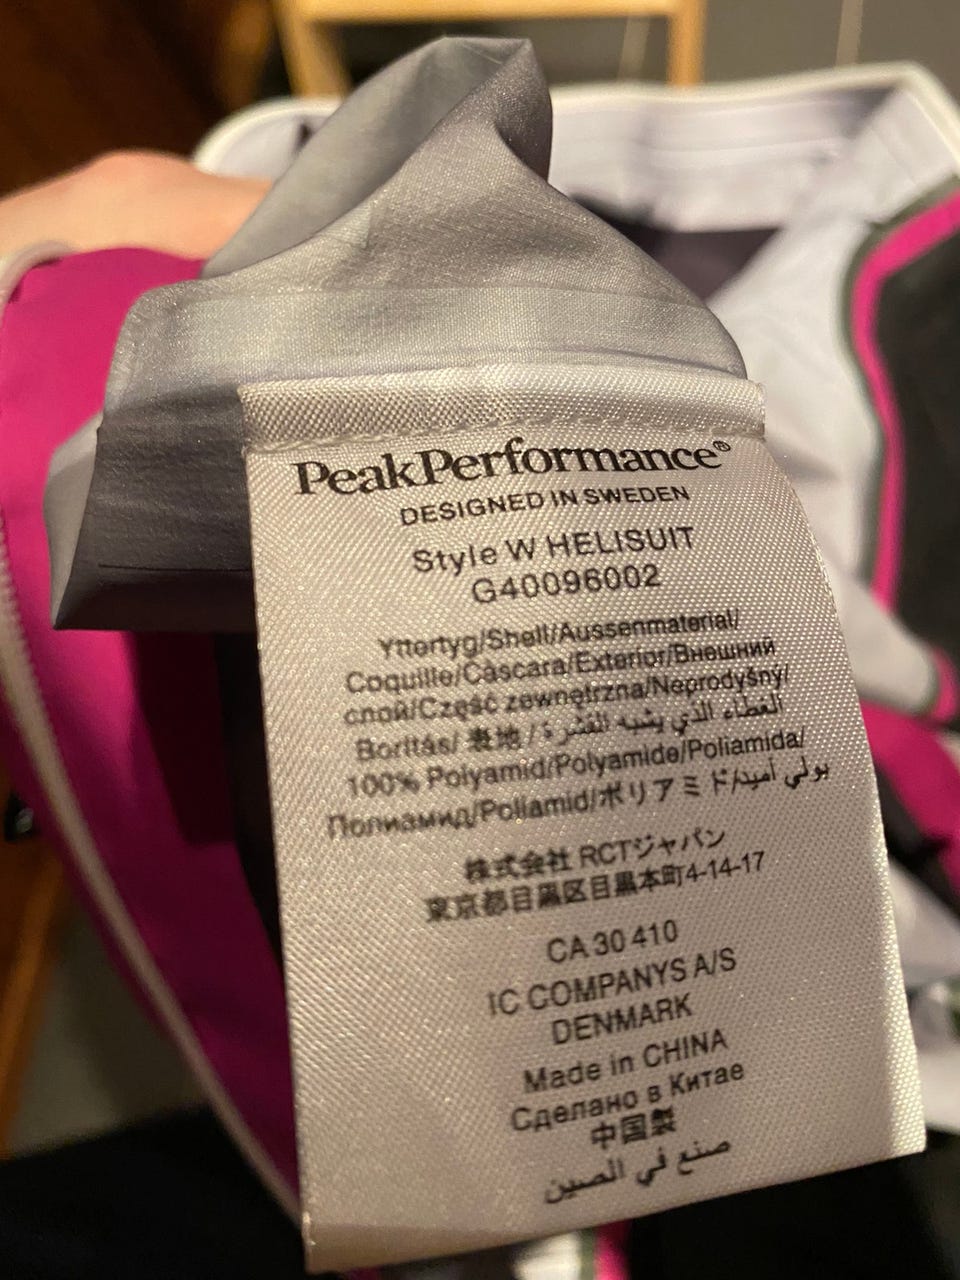 PeakPerformance®
DESIGNED IN SWEDEN
Style W HELISUIT
G40096002
Yttertyg/Shell/Aussenmaterial/
Coquille/Càscara/Exterior/Внешний
слой/Część zewnętrzna/Neprodyšný/
Borítás/ 表地 / الغطاء الذي يشبه القشرة
100% Polyamid/Polyamide/Poliamida/
Полиамид/Poliamid/ポリアミド/بولي أميد
株式会社 RCTジャパン
東京都目黒区目黒本町4-14-17
CA 30 410
IC COMPANYS A/S
DENMARK
Made in CHINA
Сделано в Китае
中国製
صنع في الصين